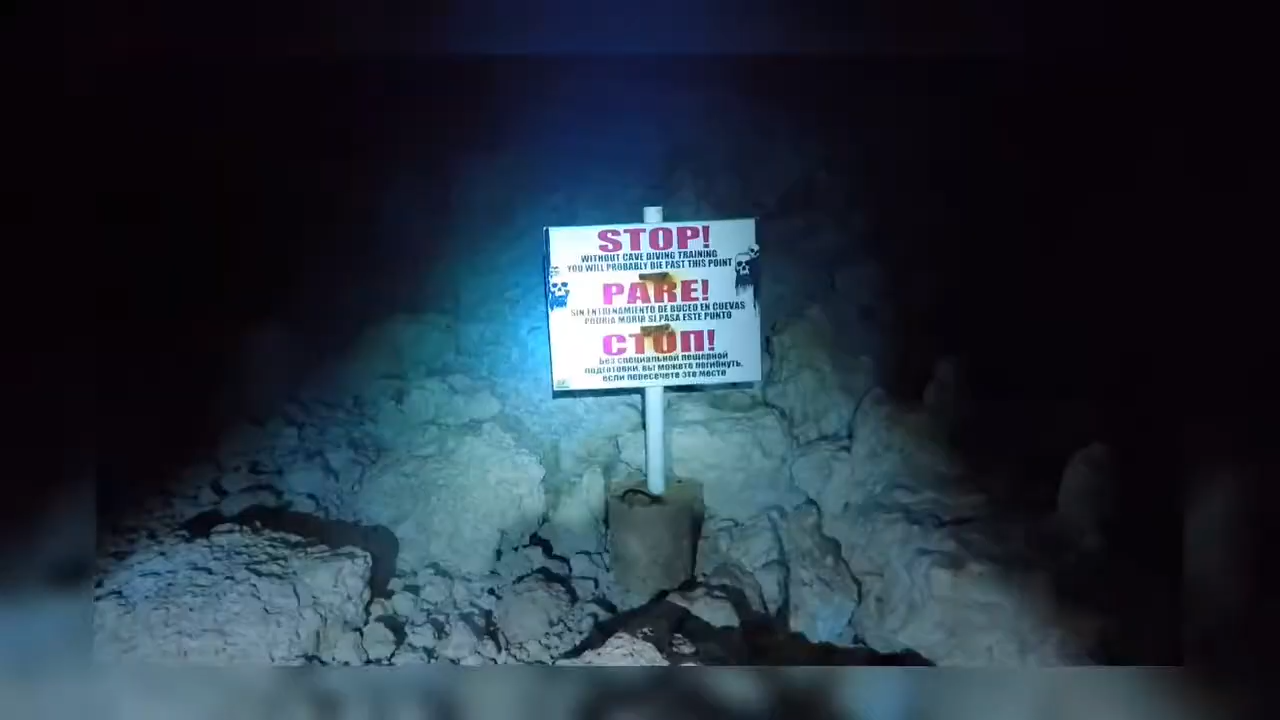 STOP!
WITHOUT CAVE DIVING TRAINING
YOU WILL PROBABLY DIE PAST THIS POINT
PARE!
SIN ENTRENAMIENTO DE BUCEO EN CUEVAS
PODRIA MORIR SI PASA ESTE PUNTO
СТОП!
Без специальной пещерной
подготовки, вы можете погибнуть,
если пересечете это место